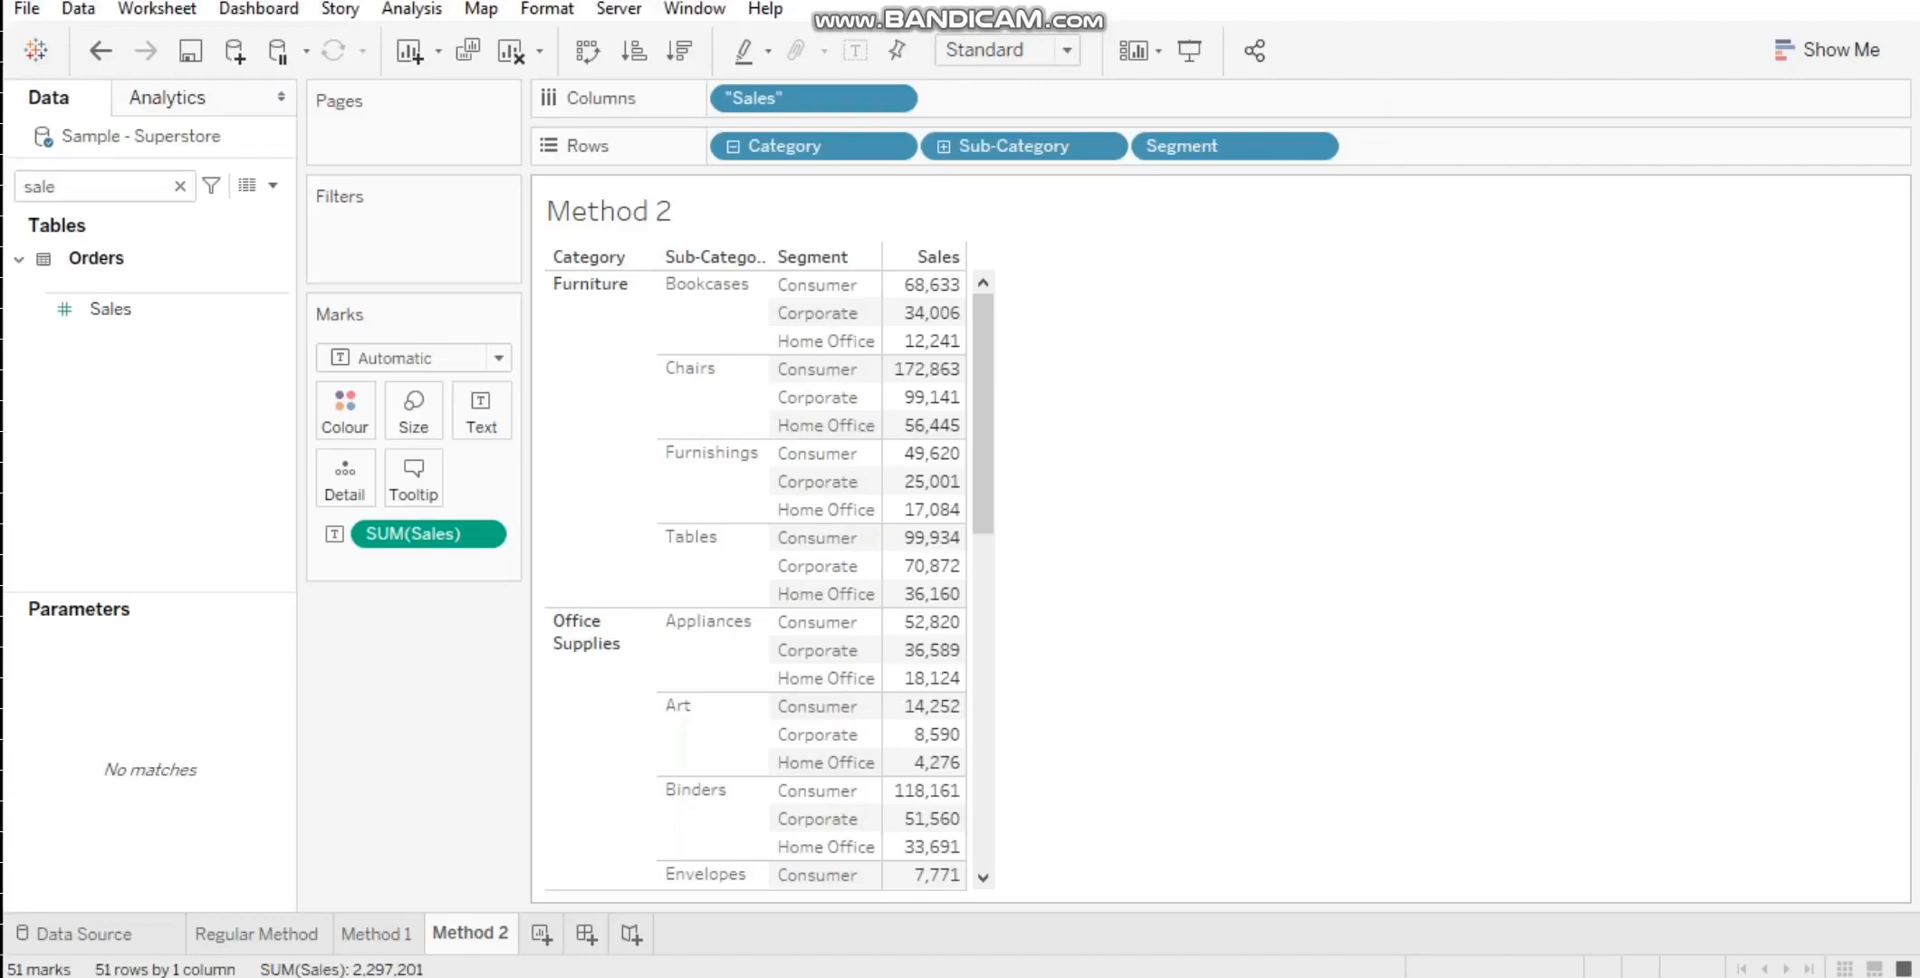 File Data Worksheet Dashboard Story Analysis Map Format Server Window Help
www.BANDICAM.com
Standard
Show Me
Data Analytics
Pages
Columns "Sales"
Sample - Superstore
Rows Category Sub-Category Segment
sale
Filters
Method 2
Tables
Orders
Sales
Category Sub-Catego.. Segment Sales
Furniture Bookcases Consumer 68,633
Corporate 34,006
Home Office 12,241
Chairs Consumer 172,863
Corporate 99,141
Home Office 56,445
Furnishings Consumer 49,620
Corporate 25,001
Home Office 17,084
Tables Consumer 99,934
Corporate 70,872
Home Office 36,160
Office Supplies Appliances Consumer 52,820
Corporate 36,589
Home Office 18,124
Art Consumer 14,252
Corporate 8,590
Home Office 4,276
Binders Consumer 118,161
Corporate 51,560
Home Office 33,691
Envelopes Consumer 7,771
Marks
Automatic
Colour Size Text
Detail Tooltip
SUM(Sales)
Parameters
No matches
Data Source Regular Method Method 1 Method 2
51 marks 51 rows by 1 column SUM(Sales): 2,297,201